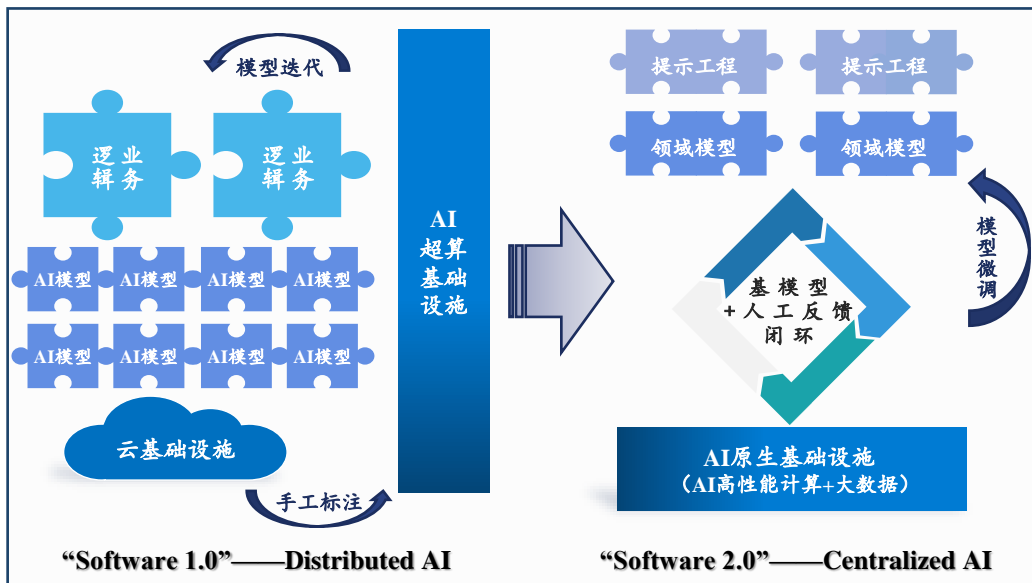 模型迭代
逻 业
辑 务
逻 业
辑 务
AI模型
AI模型
AI模型
AI模型
AI模型
AI模型
AI模型
AI模型
云基础设施
手工标注
AI
超算
基础
设施
“Software 1.0”——Distributed AI
提示工程
提示工程
领域模型
领域模型
模型微调
基 模 型
+ 人 工 反 馈
闭 环
AI原生基础设施
（AI高性能计算+大数据）
“Software 2.0”——Centralized AI